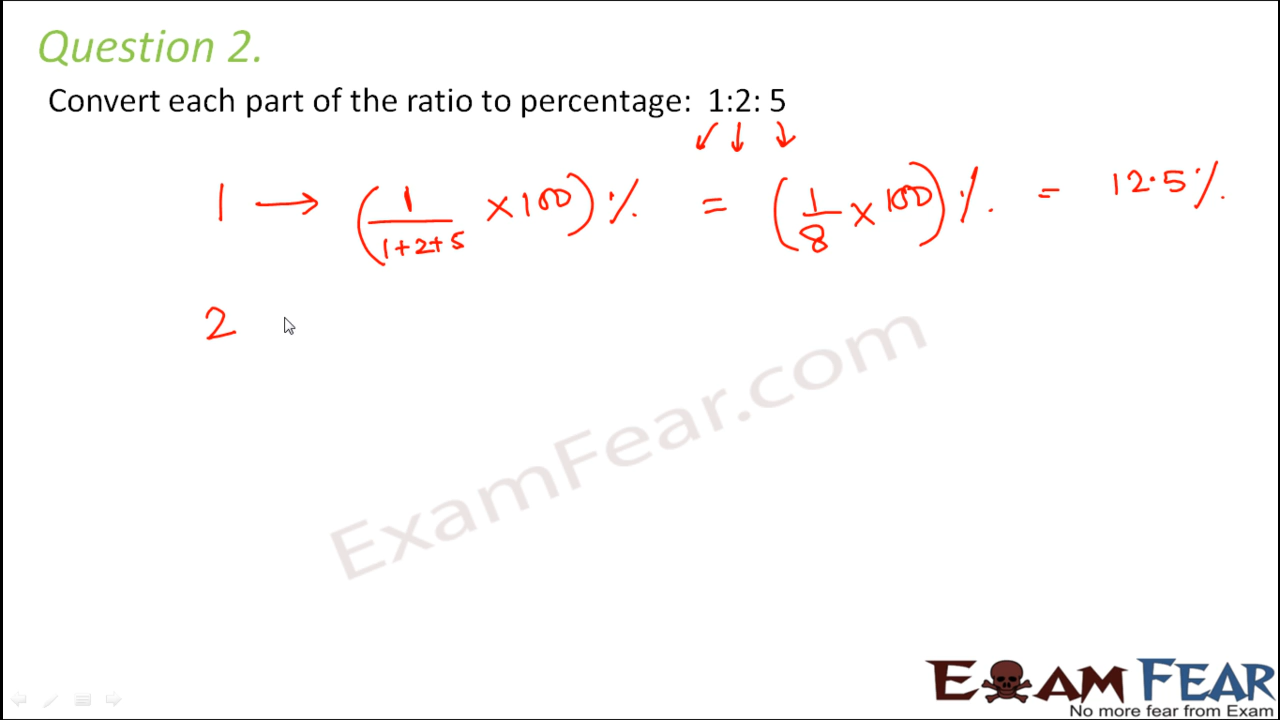 Question 2.
Convert each part of the ratio to percentage: 1:2: 5
1 → (1/(1+2+5) × 100) % = (1/8 × 100) % = 12.5%
2
ExamFear.com
EXAM FEAR
No more fear from Exam